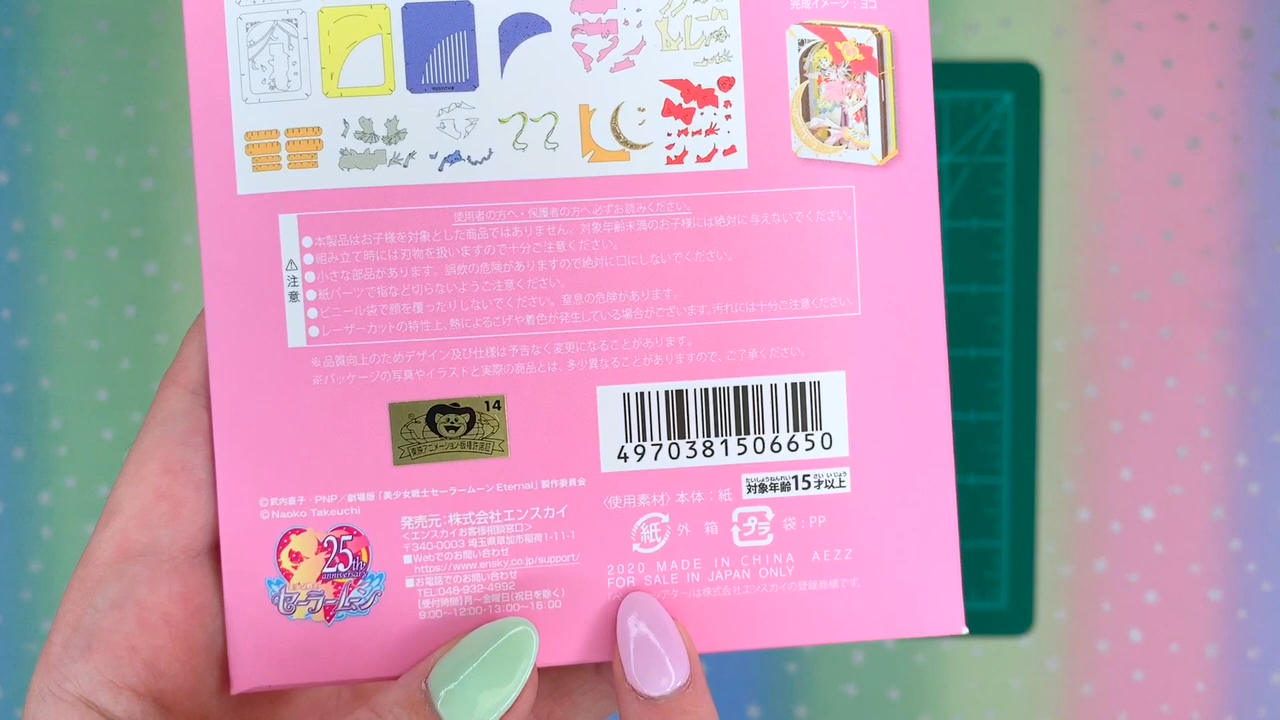 完成イメージ：ヨコ
使用者の方へ・保護者の方へ必ずお読みください。
⚠注意
●本製品はお子様を対象とした商品ではありません。対象年齢未満のお子様には絶対に与えないでください。
●組み立て時には刃物を扱いますので十分ご注意ください。
●小さな部品があります。誤飲の危険がありますので絶対に口にしないでください。
●紙パーツで指など切らないようご注意ください。
●ビニール袋で顔を覆ったりしないでください。窒息の危険があります。
●レーザーカットの特性上、熱によるこげや着色が発生している場合がございます。汚れには十分ご注意ください。
※品質向上のためデザイン及び仕様は予告なく変更になることがあります。
※パッケージの写真やイラストと実際の商品とは、多少異なることがありますので、ご了承ください。
14
東映アニメーション版権許諾証
4970381506650
たいしょうねんれい さい いじょう
対象年齢15才以上
〈使用素材〉本体：紙
紙 外箱 プラ 袋：PP
2020 MADE IN CHINA AEZZ
FOR SALE IN JAPAN ONLY
シアター」は株式会社エンスカイの登録商標です。
©武内直子・PNP／劇場版「美少女戦士セーラームーンEternal」製作委員会
©Naoko Takeuchi
25th
anniversary
セーラームーン
発売元：株式会社エンスカイ
＜エンスカイお客様相談窓口＞
〒340-0003 埼玉県草加市稲荷1-11-1
■Webでのお問い合わせ
https://www.ensky.co.jp/support/
■お電話でのお問い合わせ
TEL:048-932-4992
【受付時間】月～金曜日(祝日を除く)
9:00～12:00・13:00～16:00